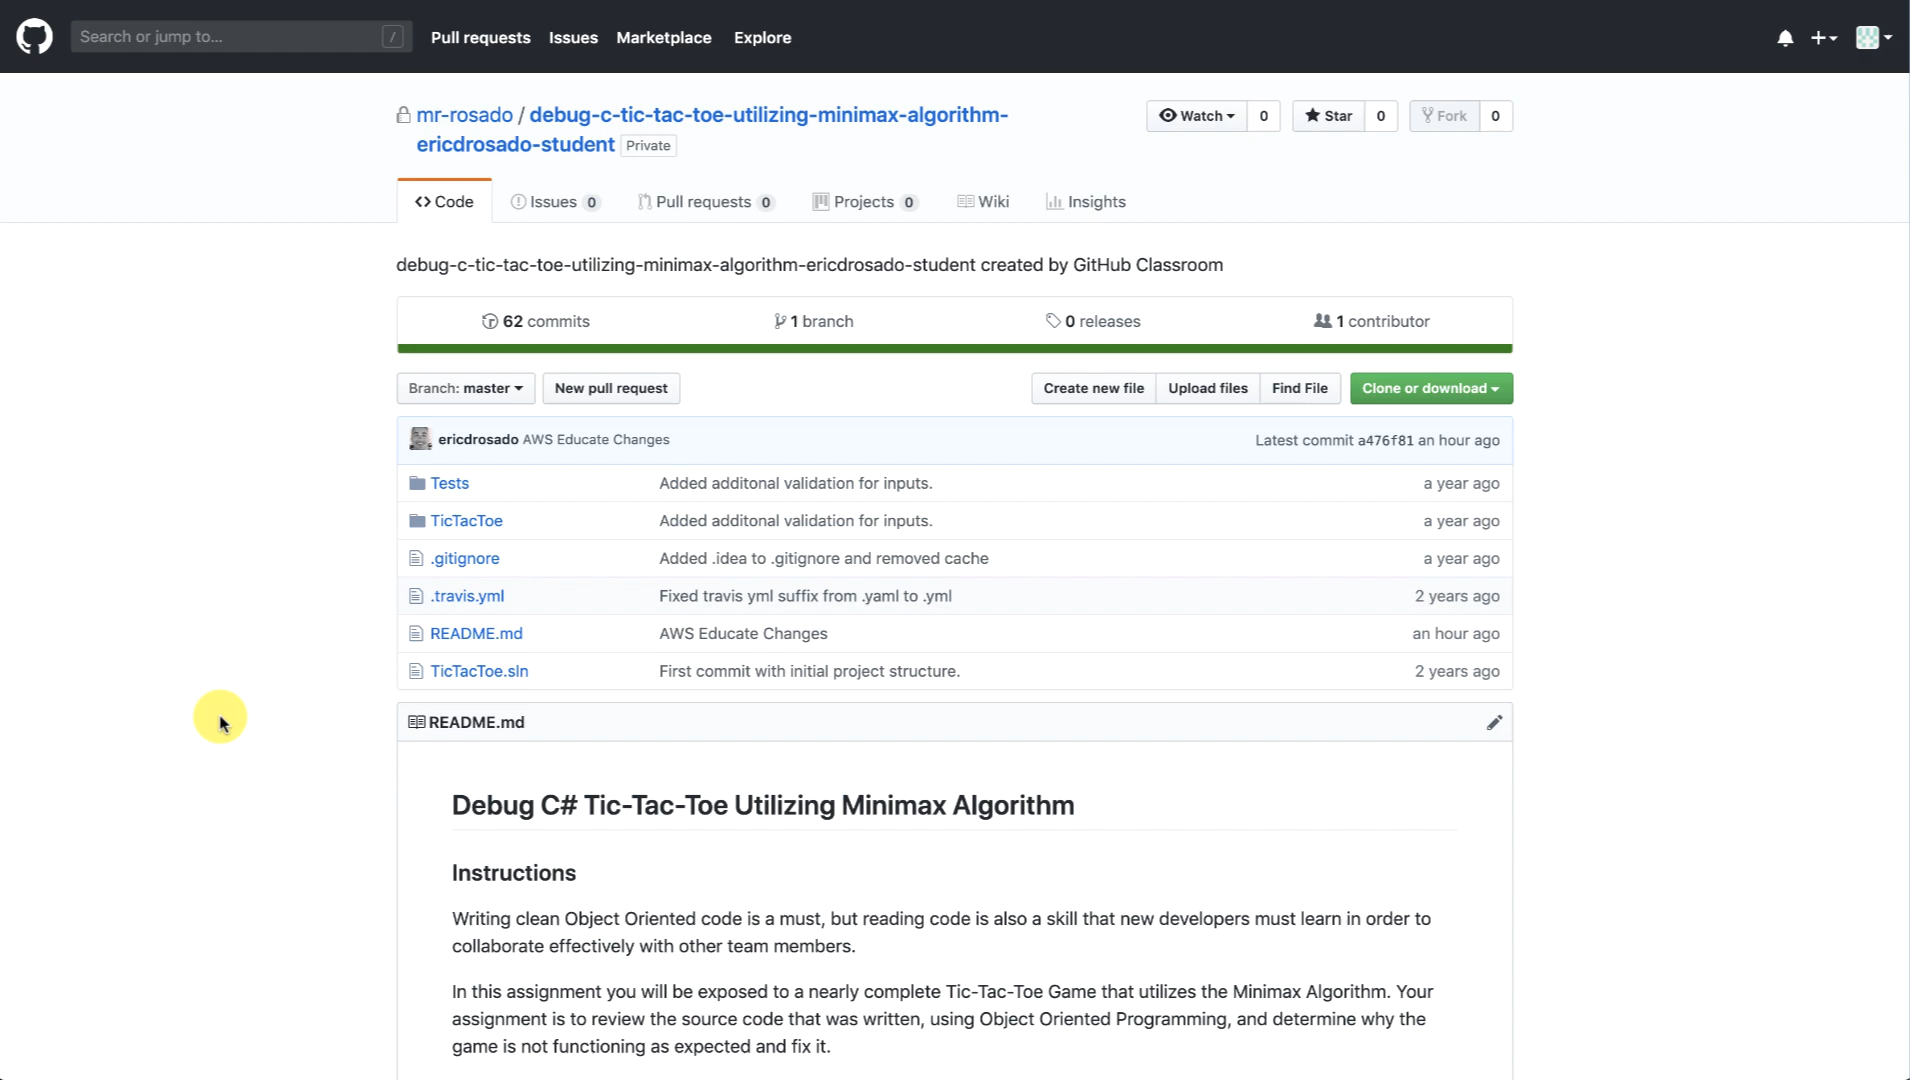 Search or jump to... /
Pull requests Issues Marketplace Explore
mr-rosado / debug-c-tic-tac-toe-utilizing-minimax-algorithm-
ericdrosado-student Private
Watch 0 Star 0 Fork 0
Code Issues 0 Pull requests 0 Projects 0 Wiki Insights
debug-c-tic-tac-toe-utilizing-minimax-algorithm-ericdrosado-student created by GitHub Classroom
62 commits 1 branch 0 releases 1 contributor
Branch: master New pull request Create new file Upload files Find File Clone or download
ericdrosado AWS Educate Changes Latest commit a476f81 an hour ago
Tests Added additonal validation for inputs. a year ago
TicTacToe Added additonal validation for inputs. a year ago
.gitignore Added .idea to .gitignore and removed cache a year ago
.travis.yml Fixed travis yml suffix from .yaml to .yml 2 years ago
README.md AWS Educate Changes an hour ago
TicTacToe.sln First commit with initial project structure. 2 years ago
README.md
Debug C# Tic-Tac-Toe Utilizing Minimax Algorithm
Instructions
Writing clean Object Oriented code is a must, but reading code is also a skill that new developers must learn in order to
collaborate effectively with other team members.
In this assignment you will be exposed to a nearly complete Tic-Tac-Toe Game that utilizes the Minimax Algorithm. Your
assignment is to review the source code that was written, using Object Oriented Programming, and determine why the
game is not functioning as expected and fix it.